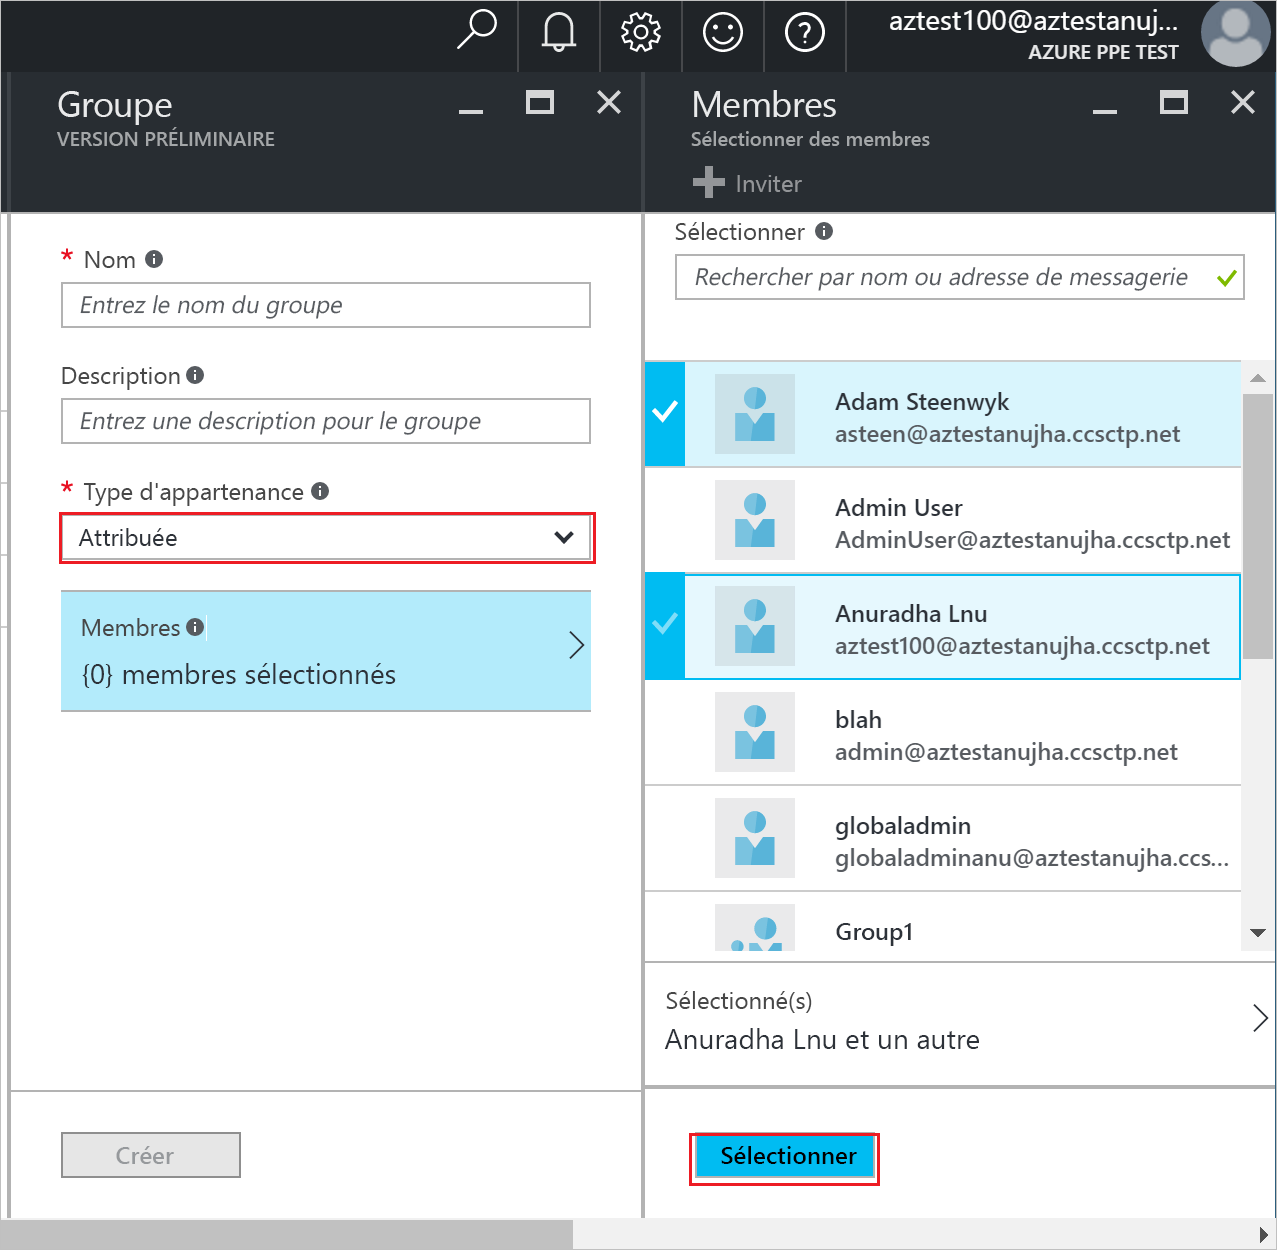 aztest100@aztestanuj...
AZURE PPE TEST
Groupe
VERSION PRÉLIMINAIRE
* Nom
Entrez le nom du groupe
Description
Entrez une description pour le groupe
* Type d'appartenance
Attribuée
Membres
{0} membres sélectionnés
Créer
Membres
Sélectionner des membres
Inviter
Sélectionner
Rechercher par nom ou adresse de messagerie
Adam Steenwyk
asteen@aztestanujha.ccsctp.net
Admin User
AdminUser@aztestanujha.ccsctp.net
Anuradha Lnu
aztest100@aztestanujha.ccsctp.net
blah
admin@aztestanujha.ccsctp.net
globaladmin
globaladminanu@aztestanujha.ccs...
Group1
Sélectionné(s)
Anuradha Lnu et un autre
Sélectionner